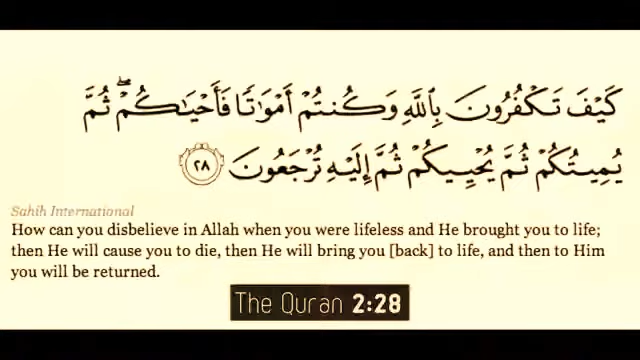 كَيْفَ تَكْفُرُونَ بِٱللَّهِ وَكُنتُمْ أَمْوَٰتًا فَأَحْيَـٰكُمْ ۖ ثُمَّ
يُمِيتُكُمْ ثُمَّ يُحْيِيكُمْ ثُمَّ إِلَيْهِ تُرْجَعُونَ ٢٨
Sahih International
How can you disbelieve in Allah when you were lifeless and He brought you to life;
then He will cause you to die, then He will bring you [back] to life, and then to Him
you will be returned.
The Quran 2:28